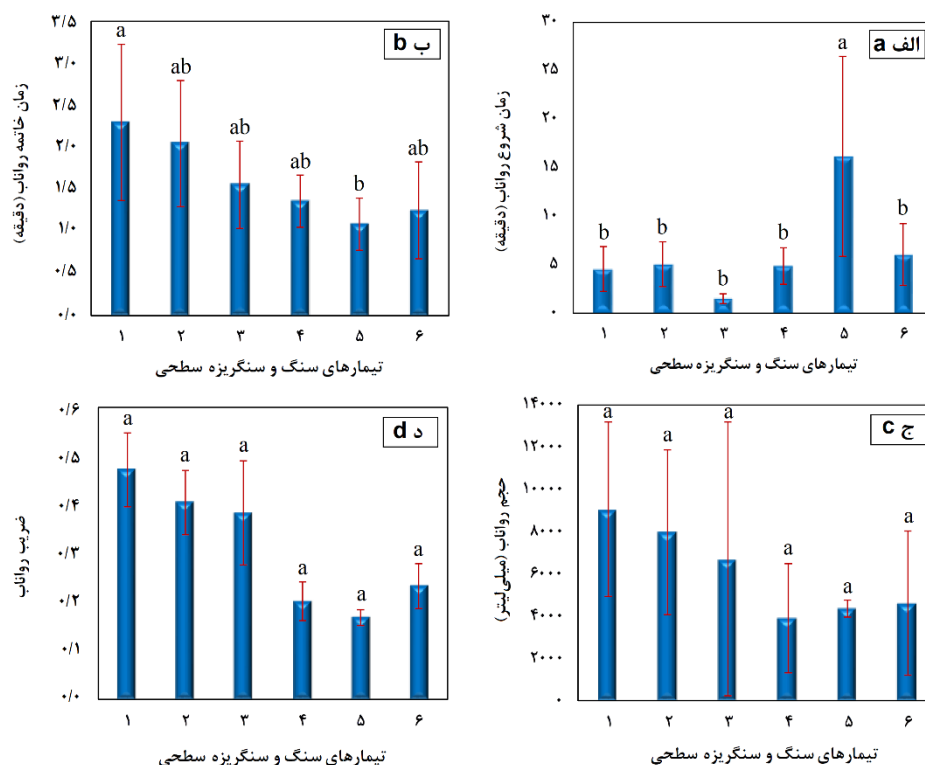 الف a
زمان شروع رواناب (دقیقه)
۳۰
۲۵
۲۰
۱۵
۱۰
۵
۰
b
b
b
b
a
b
۱ ۲ ۳ ۴ ۵ ۶
تیمارهای سنگ و سنگریزه سطحی
ب b
زمان خاتمه رواناب (دقیقه)
۳/۵
۳/۰
۲/۵
۲/۰
۱/۵
۱/۰
۰/۵
۰/۰
a
ab
ab
ab
b
ab
۱ ۲ ۳ ۴ ۵ ۶
تیمارهای سنگ و سنگریزه سطحی
ج c
حجم رواناب (میلی‌لیتر)
۱۴۰۰۰
۱۲۰۰۰
۱۰۰۰۰
۸۰۰۰
۶۰۰۰
۴۰۰۰
۲۰۰۰
۰
a
a
a
a
a
a
۱ ۲ ۳ ۴ ۵ ۶
تیمارهای سنگ و سنگریزه سطحی
د d
ضریب رواناب
۰/۶
۰/۵
۰/۴
۰/۳
۰/۲
۰/۱
۰/۰
a
a
a
a
a
a
۱ ۲ ۳ ۴ ۵ ۶
تیمارهای سنگ و سنگریزه سطحی